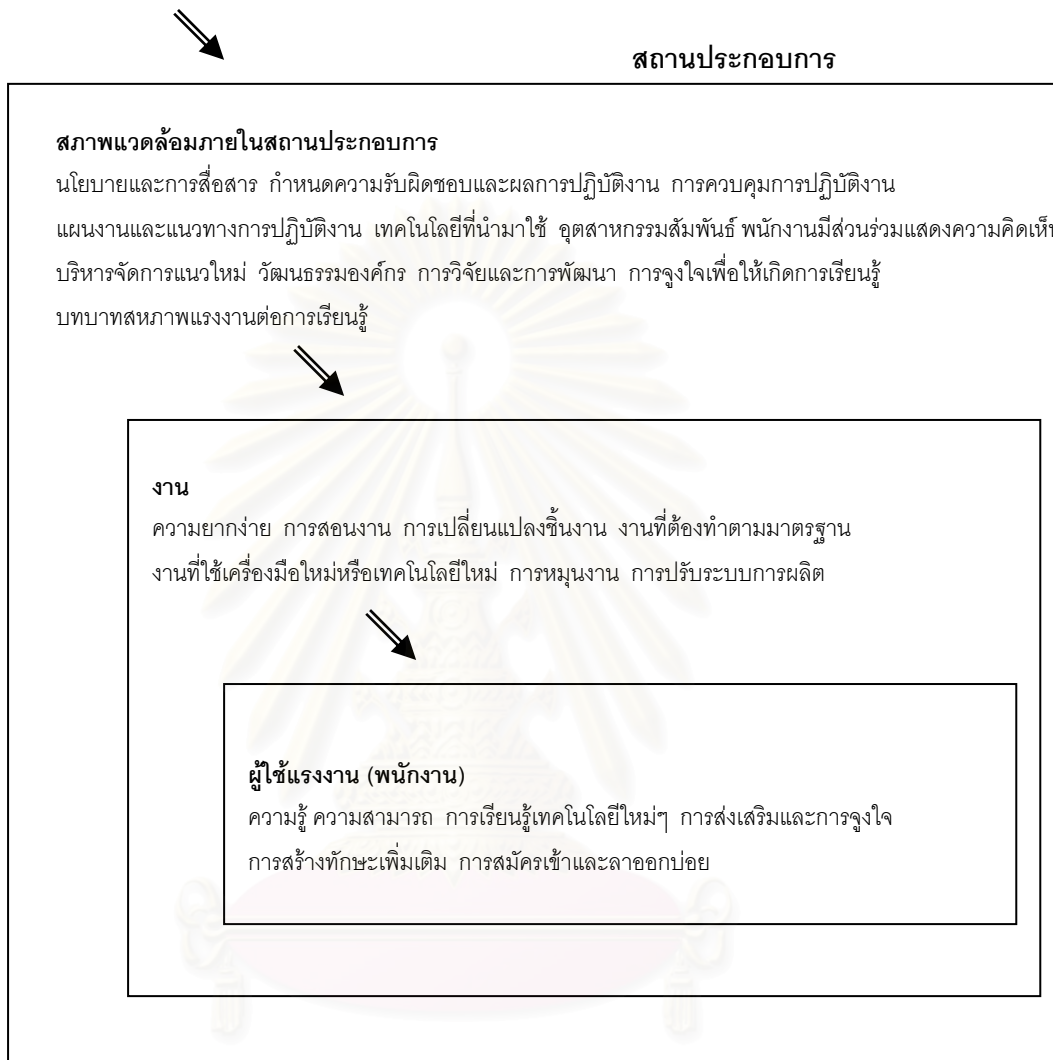 สถานประกอบการ
สภาพแวดล้อมภายในสถานประกอบการ
นโยบายและการสื่อสาร กำหนดความรับผิดชอบและผลการปฏิบัติงาน การควบคุมการปฏิบัติงาน
แผนงานและแนวทางการปฏิบัติงาน เทคโนโลยีที่นำมาใช้ อุตสาหกรรมสัมพันธ์ พนักงานมีส่วนร่วมแสดงความคิดเห็น
บริหารจัดการแนวใหม่ วัฒนธรรมองค์กร การวิจัยและการพัฒนา การจูงใจเพื่อให้เกิดการเรียนรู้
บทบาทสหภาพแรงงานต่อการเรียนรู้
งาน
ความยากง่าย การสอนงาน การเปลี่ยนแปลงชิ้นงาน งานที่ต้องทำตามมาตรฐาน
งานที่ใช้เครื่องมือใหม่หรือเทคโนโลยีใหม่ การหมุนงาน การปรับระบบการผลิต
ผู้ใช้แรงงาน (พนักงาน)
ความรู้ ความสามารถ การเรียนรู้เทคโนโลยีใหม่ๆ การส่งเสริมและการจูงใจ
การสร้างทักษะเพิ่มเติม การสมัครเข้าและลาออกบ่อย